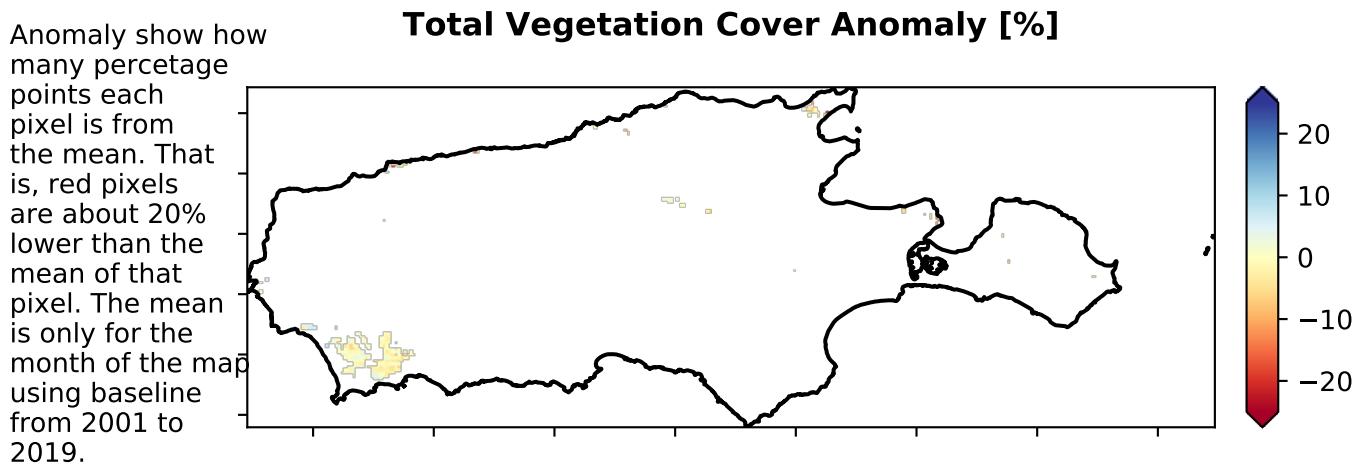 Total Vegetation Cover Anomaly [%]
Anomaly show how
many percetage
points each
pixel is from
the mean. That
is, red pixels
are about 20%
lower than the
mean of that
pixel. The mean
is only for the
month of the map
using baseline
from 2001 to
2019.
20
10
0
−10
−20